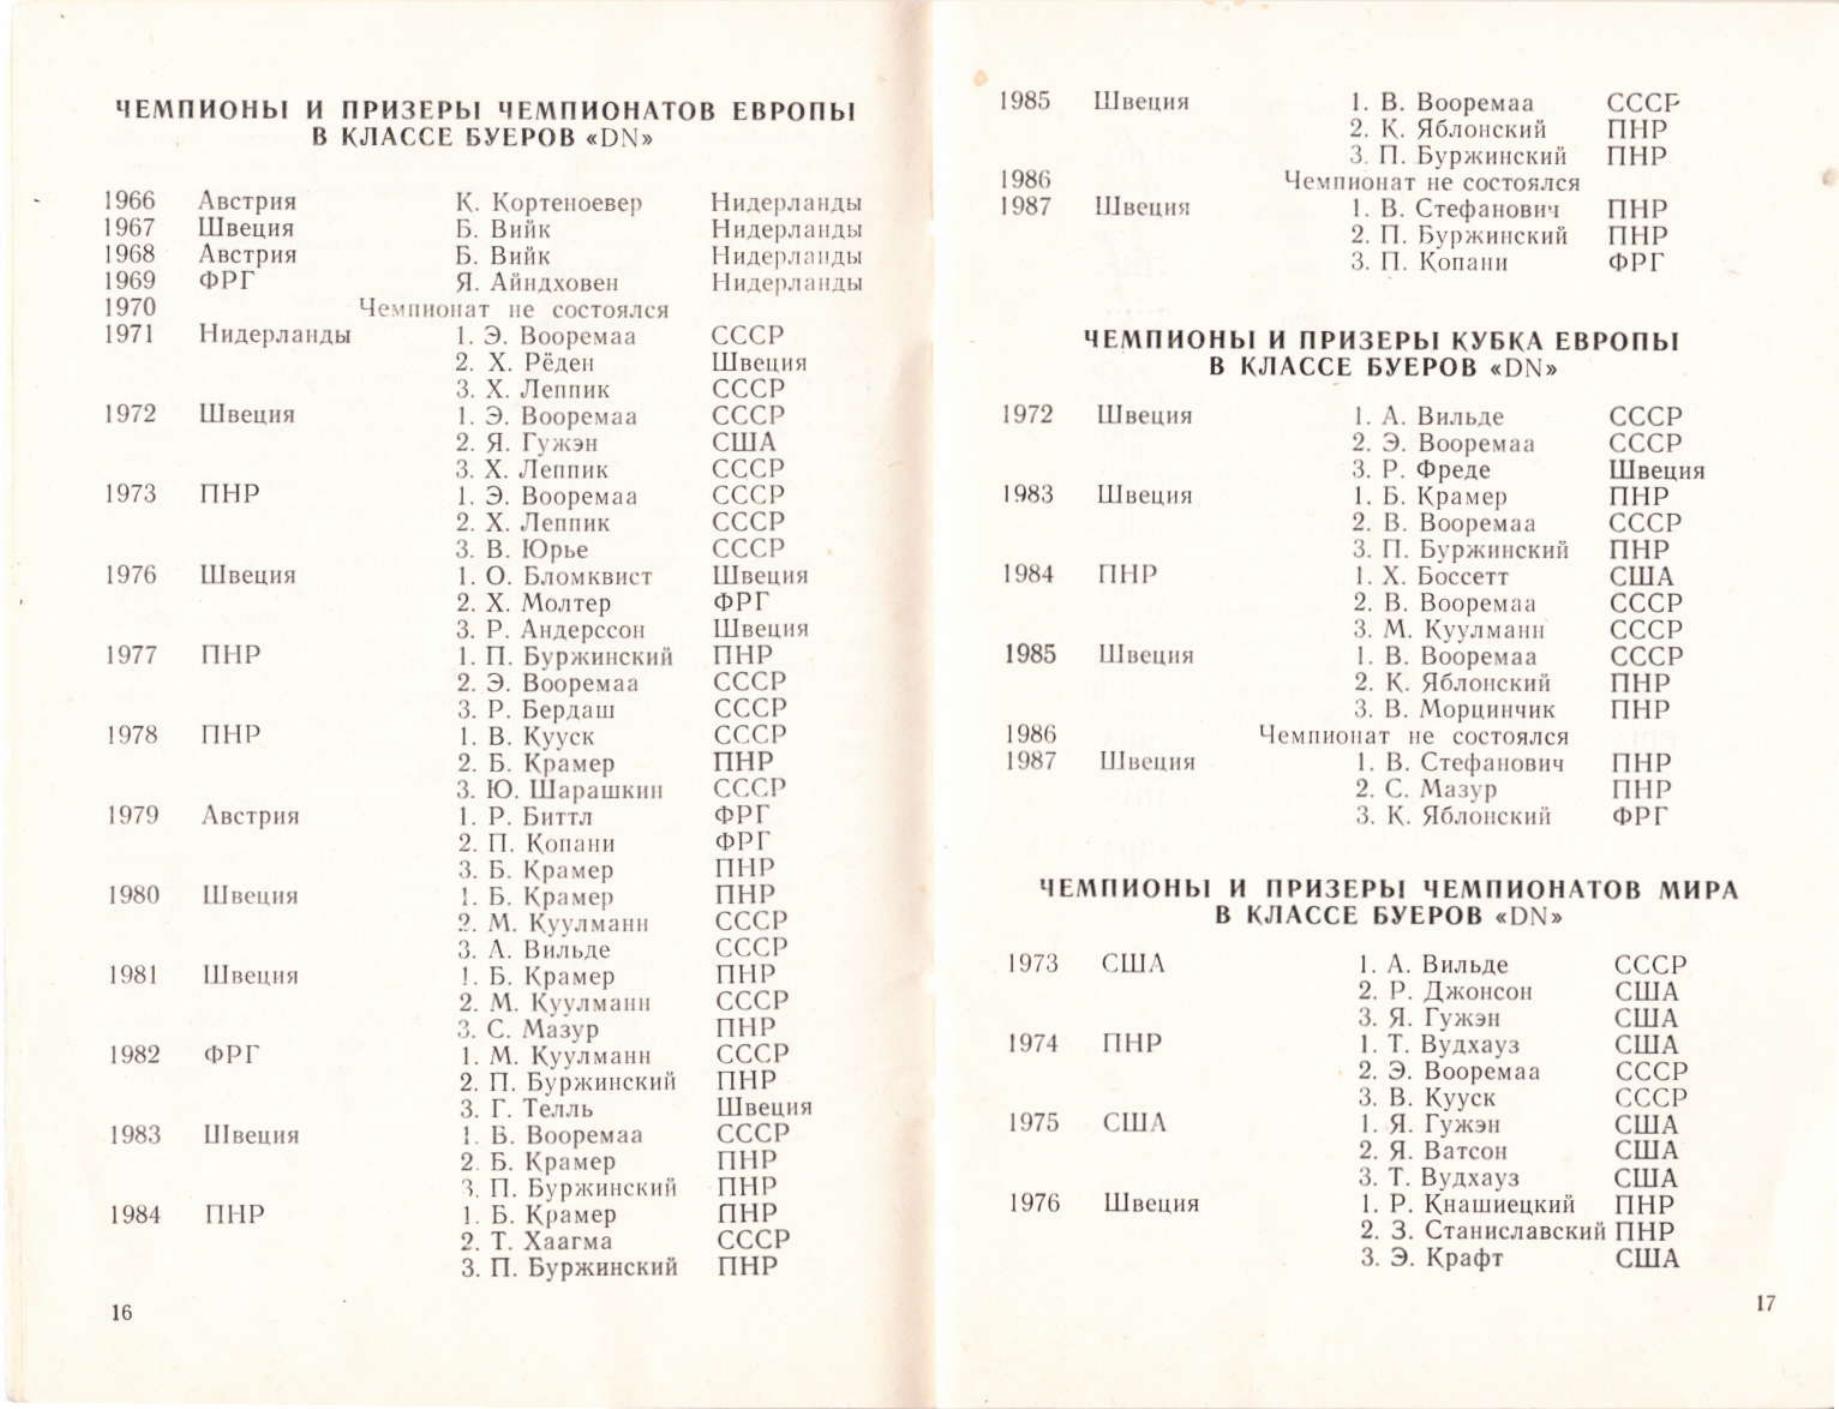 ЧЕМПИОНЫ И ПРИЗЕРЫ ЧЕМПИОНАТОВ ЕВРОПЫ
В КЛАССЕ БУЕРОВ «DN»
1966 Австрия К. Кортеноевер Нидерланды
1967 Швеция Б. Вийк Нидерланды
1968 Австрия Б. Вийк Нидерланды
1969 ФРГ Я. Айндховен Нидерланды
1970 Чемпионат не состоялся
1971 Нидерланды 1. Э. Вооремаа СССР
2. Х. Рёден Швеция
3. Х. Леппик СССР
1972 Швеция 1. Э. Вооремаа СССР
2. Я. Гужэн США
3. Х. Леппик СССР
1973 ПНР 1. Э. Вооремаа СССР
2. Х. Леппик СССР
3. В. Юрье СССР
1976 Швеция 1. О. Бломквист Швеция
2. Х. Молтер ФРГ
3. Р. Андерссон Швеция
1977 ПНР 1. П. Буржинский ПНР
2. Э. Вооремаа СССР
3. Р. Бердаш СССР
1978 ПНР 1. В. Кууск СССР
2. Б. Крамер ПНР
3. Ю. Шарашкин СССР
1979 Австрия 1. Р. Биттл ФРГ
2. П. Копани ФРГ
3. Б. Крамер ПНР
1980 Швеция 1. Б. Крамер ПНР
2. М. Куулманн СССР
3. А. Вильде СССР
1981 Швеция 1. Б. Крамер ПНР
2. М. Куулманн СССР
3. С. Мазур ПНР
1982 ФРГ 1. М. Куулманн СССР
2. П. Буржинский ПНР
3. Г. Телль Швеция
1983 Швеция 1. В. Вооремаа СССР
2. Б. Крамер ПНР
3. П. Буржинский ПНР
1984 ПНР 1. Б. Крамер ПНР
2. Т. Хаагма СССР
3. П. Буржинский ПНР
16
1985 Швеция 1. В. Вооремаа СССР
2. К. Яблонский ПНР
3. П. Буржинский ПНР
1986 Чемпионат не состоялся
1987 Швеция 1. В. Стефанович ПНР
2. П. Буржинский ПНР
3. П. Копани ФРГ
ЧЕМПИОНЫ И ПРИЗЕРЫ КУБКА ЕВРОПЫ
В КЛАССЕ БУЕРОВ «DN»
1972 Швеция 1. А. Вильде СССР
2. Э. Вооремаа СССР
3. Р. Фреде Швеция
1983 Швеция 1. Б. Крамер ПНР
2. В. Вооремаа СССР
3. П. Буржинский ПНР
1984 ПНР 1. Х. Боссетт США
2. В. Вооремаа СССР
3. М. Куулманн СССР
1985 Швеция 1. В. Вооремаа СССР
2. К. Яблонский ПНР
3. В. Морцинчик ПНР
1986 Чемпионат не состоялся
1987 Швеция 1. В. Стефанович ПНР
2. С. Мазур ПНР
3. К. Яблонский ФРГ
ЧЕМПИОНЫ И ПРИЗЕРЫ ЧЕМПИОНАТОВ МИРА
В КЛАССЕ БУЕРОВ «DN»
1973 США 1. А. Вильде СССР
2. Р. Джонсон США
3. Я. Гужэн США
1974 ПНР 1. Т. Вудхауз США
2. Э. Вооремаа СССР
3. В. Кууск СССР
1975 США 1. Я. Гужэн США
2. Я. Ватсон США
3. Т. Вудхауз США
1976 Швеция 1. Р. Кнашиецкий ПНР
2. З. Станиславский ПНР
3. Э. Крафт США
17